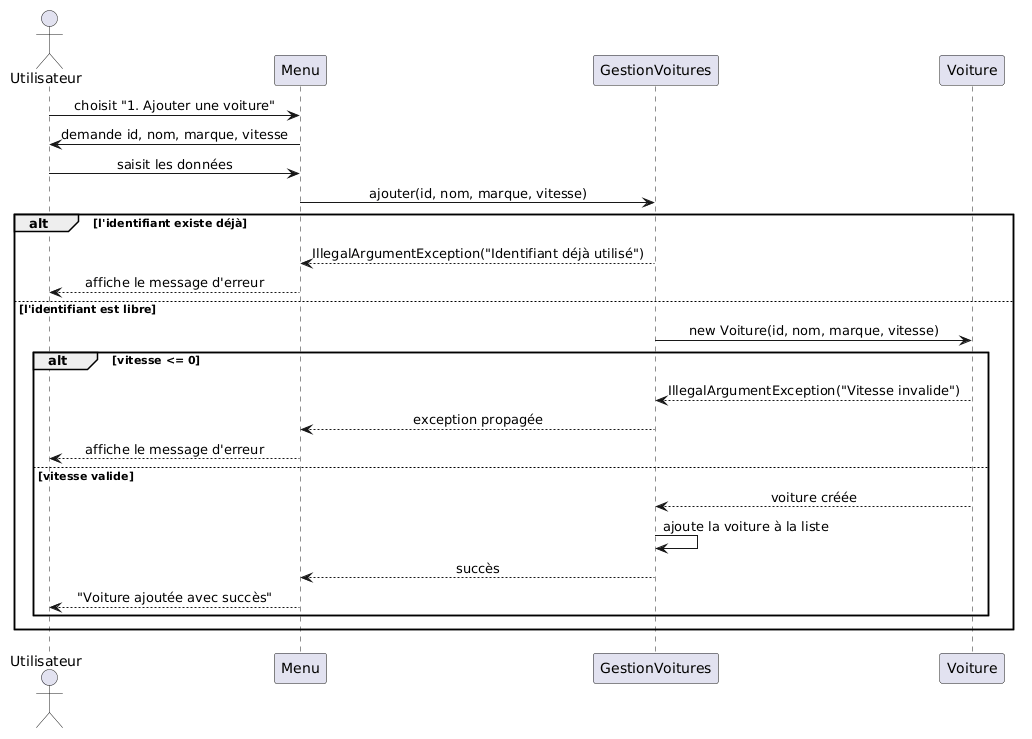 Utilisateur
Menu
GestionVoitures
Voiture
choisit "1. Ajouter une voiture"
demande id, nom, marque, vitesse
saisit les données
ajouter(id, nom, marque, vitesse)
alt
[l'identifiant existe déjà]
IllegalArgumentException("Identifiant déjà utilisé")
affiche le message d'erreur
[l'identifiant est libre]
new Voiture(id, nom, marque, vitesse)
alt
[vitesse <= 0]
IllegalArgumentException("Vitesse invalide")
exception propagée
affiche le message d'erreur
[vitesse valide]
voiture créée
ajoute la voiture à la liste
succès
"Voiture ajoutée avec succès"
Utilisateur
Menu
GestionVoitures
Voiture